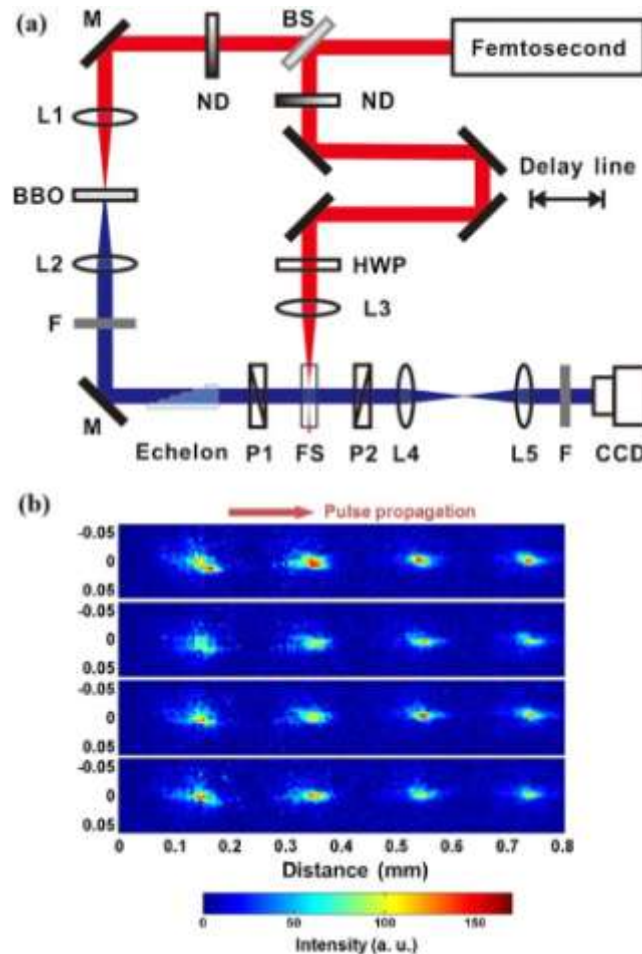 (a)
M
BS
Femtosecond
ND
ND
L1
Delay line
BBO
L2
HWP
L3
F
M
Echelon
P1
FS
P2
L4
L5
F
CCD
(b)
Pulse propagation
-0.05
0
0.05
-0.05
0
0.05
-0.05
0
0.05
-0.05
0
0.05
0 0.1 0.2 0.3 0.4 0.5 0.6 0.7 0.8
Distance (mm)
0 50 100 150
Intensity (a. u.)